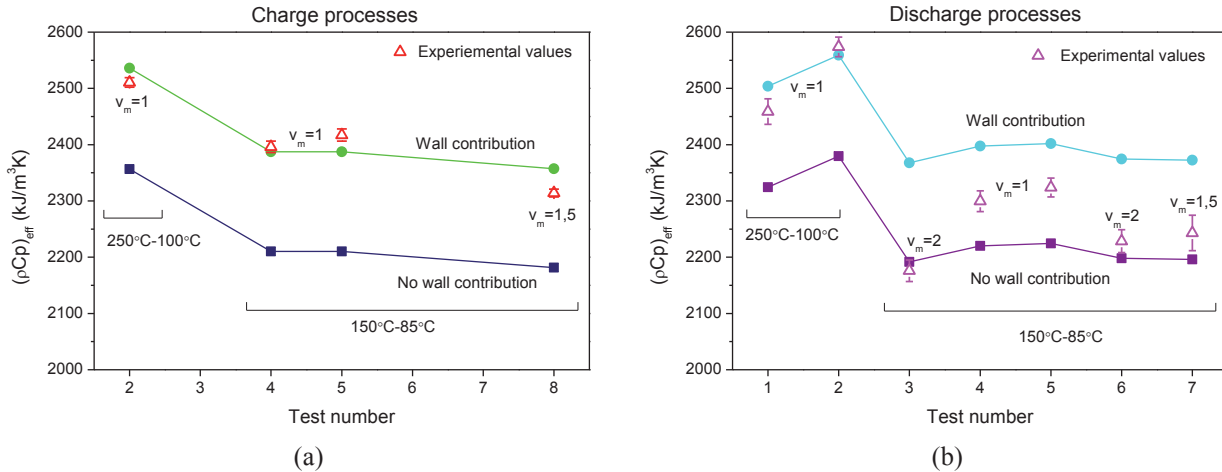 Charge processes
2600
2500
2400
2300
2200
2100
2000
(ρCp)eff (kJ/m³K)
Experiemental values
vm=1
vm=1
Wall contribution
vm=1,5
250°C-100°C
No wall contribution
150°C-85°C
2 3 4 5 6 7 8
Test number
(a)
Discharge processes
2600
2500
2400
2300
2200
2100
2000
(ρCp)eff (kJ/m³K)
Experimental values
vm=1
Wall contribution
vm=1
250°C-100°C
vm=2
vm=2
vm=1,5
No wall contribution
150°C-85°C
1 2 3 4 5 6 7
Test number
(b)